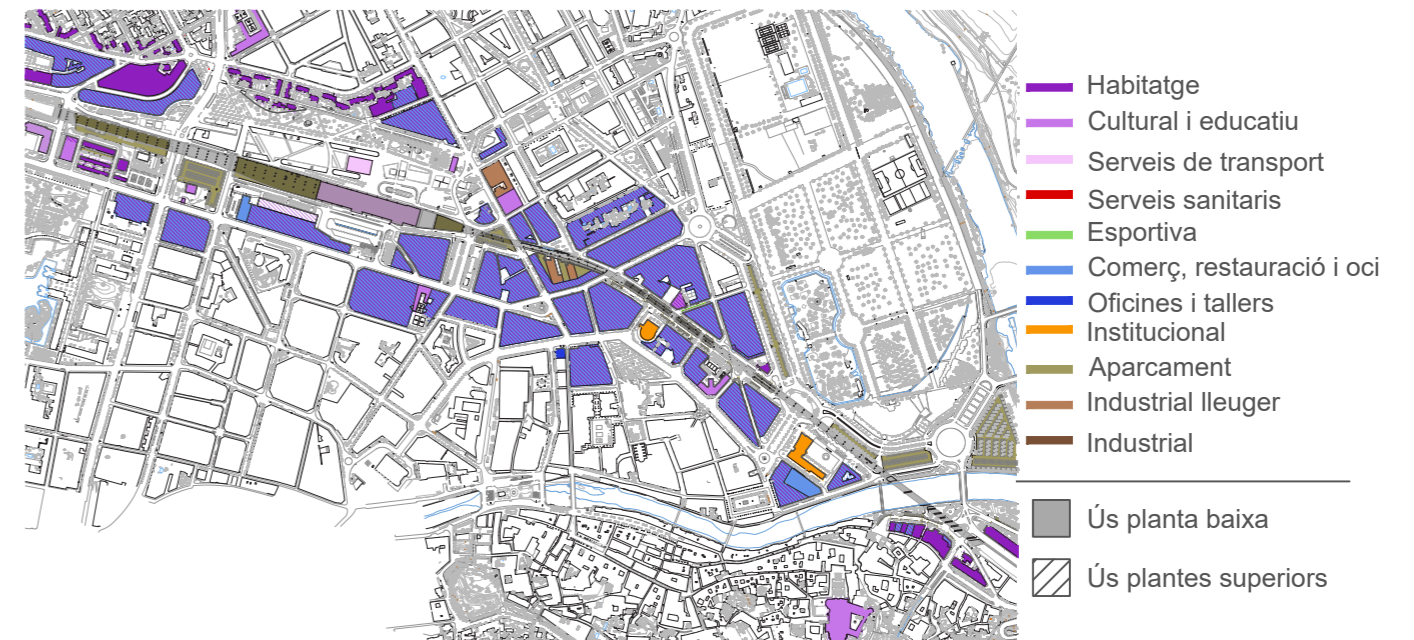 Habitatge
Cultural i educatiu
Serveis de transport
Serveis sanitaris
Esportiva
Comerç, restauració i oci
Oficines i tallers
Institucional
Aparcament
Industrial lleuger
Industrial
Ús planta baixa
Ús plantes superiors